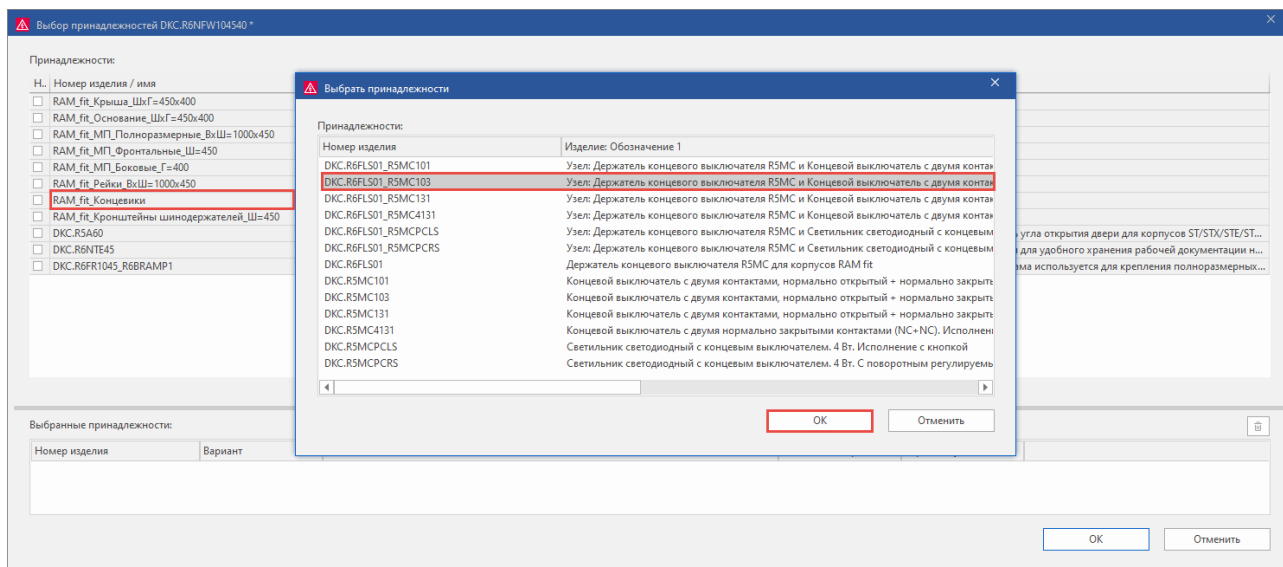 Выбор принадлежностей DKC.R6NFW104540 *
Принадлежности:
Н.. Номер изделия / имя
RAM_fit_Крыша_ШхГ=450x400
RAM_fit_Основание_ШхГ=450x400
RAM_fit_МП_Полноразмерные_ВхШ=1000x450
RAM_fit_МП_Фронтальные_Ш=450
RAM_fit_МП_Боковые_Г=400
RAM_fit_Рейки_ВхШ=1000x450
RAM_fit_Концевики
RAM_fit_Кронштейны шинодержателей_Ш=450
DKC.R5A60
угла открытия двери для корпусов ST/STX/STE/ST...
DKC.R6NTE45
для удобного хранения рабочей документации н...
DKC.R6FR1045_R6BRAMP1
ма используется для крепления полноразмерных...
Выбрать принадлежности
Принадлежности:
Номер изделия Изделие: Обозначение 1
DKC.R6FLS01_R5MC101 Узел: Держатель концевого выключателя R5MC и Концевой выключатель с двумя контак
DKC.R6FLS01_R5MC103 Узел: Держатель концевого выключателя R5MC и Концевой выключатель с двумя контак
DKC.R6FLS01_R5MC131 Узел: Держатель концевого выключателя R5MC и Концевой выключатель с двумя контак
DKC.R6FLS01_R5MC4131 Узел: Держатель концевого выключателя R5MC и Концевой выключатель с двумя контак
DKC.R6FLS01_R5MCPCLS Узел: Держатель концевого выключателя R5MC и Светильник светодиодный с концевым
DKC.R6FLS01_R5MCPCRS Узел: Держатель концевого выключателя R5MC и Светильник светодиодный с концевым
DKC.R6FLS01 Держатель концевого выключателя R5MC для корпусов RAM fit
DKC.R5MC101 Концевой выключатель с двумя контактами, нормально открытый + нормально закрыть
DKC.R5MC103 Концевой выключатель с двумя контактами, нормально открытый + нормально закрыть
DKC.R5MC131 Концевой выключатель с двумя контактами, нормально открытый + нормально закрыть
DKC.R5MC4131 Концевой выключатель с двумя нормально закрытыми контактами (NC+NC). Исполнен
DKC.R5MCPCLS Светильник светодиодный с концевым выключателем. 4 Вт. Исполнение с кнопкой
DKC.R5MCPCRS Светильник светодиодный с концевым выключателем. 4 Вт. С поворотным регулируемь
OK Отменить
Выбранные принадлежности:
Номер изделия Вариант
OK Отменить